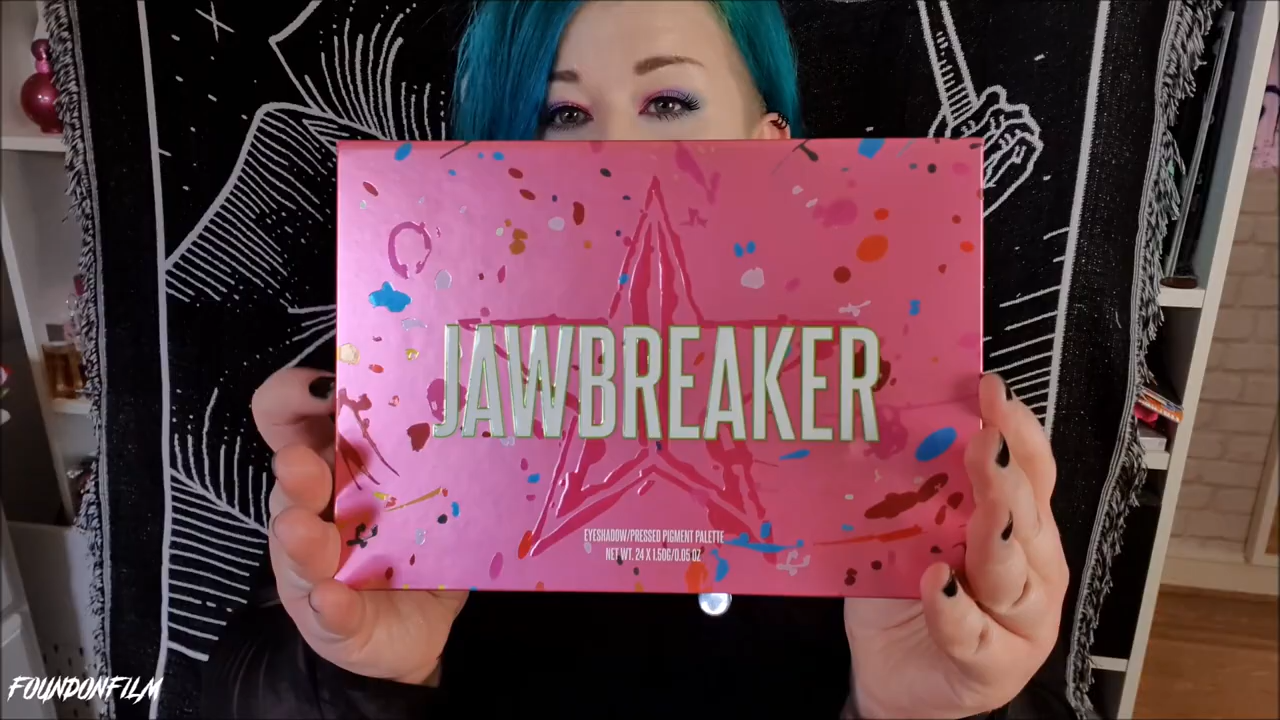 JAWBREAKER
EYESHADOW/PRESSED PIGMENT PALETTE
NET WT. 24 X 1.50G/0.05 OZ
FOUNDONFILM